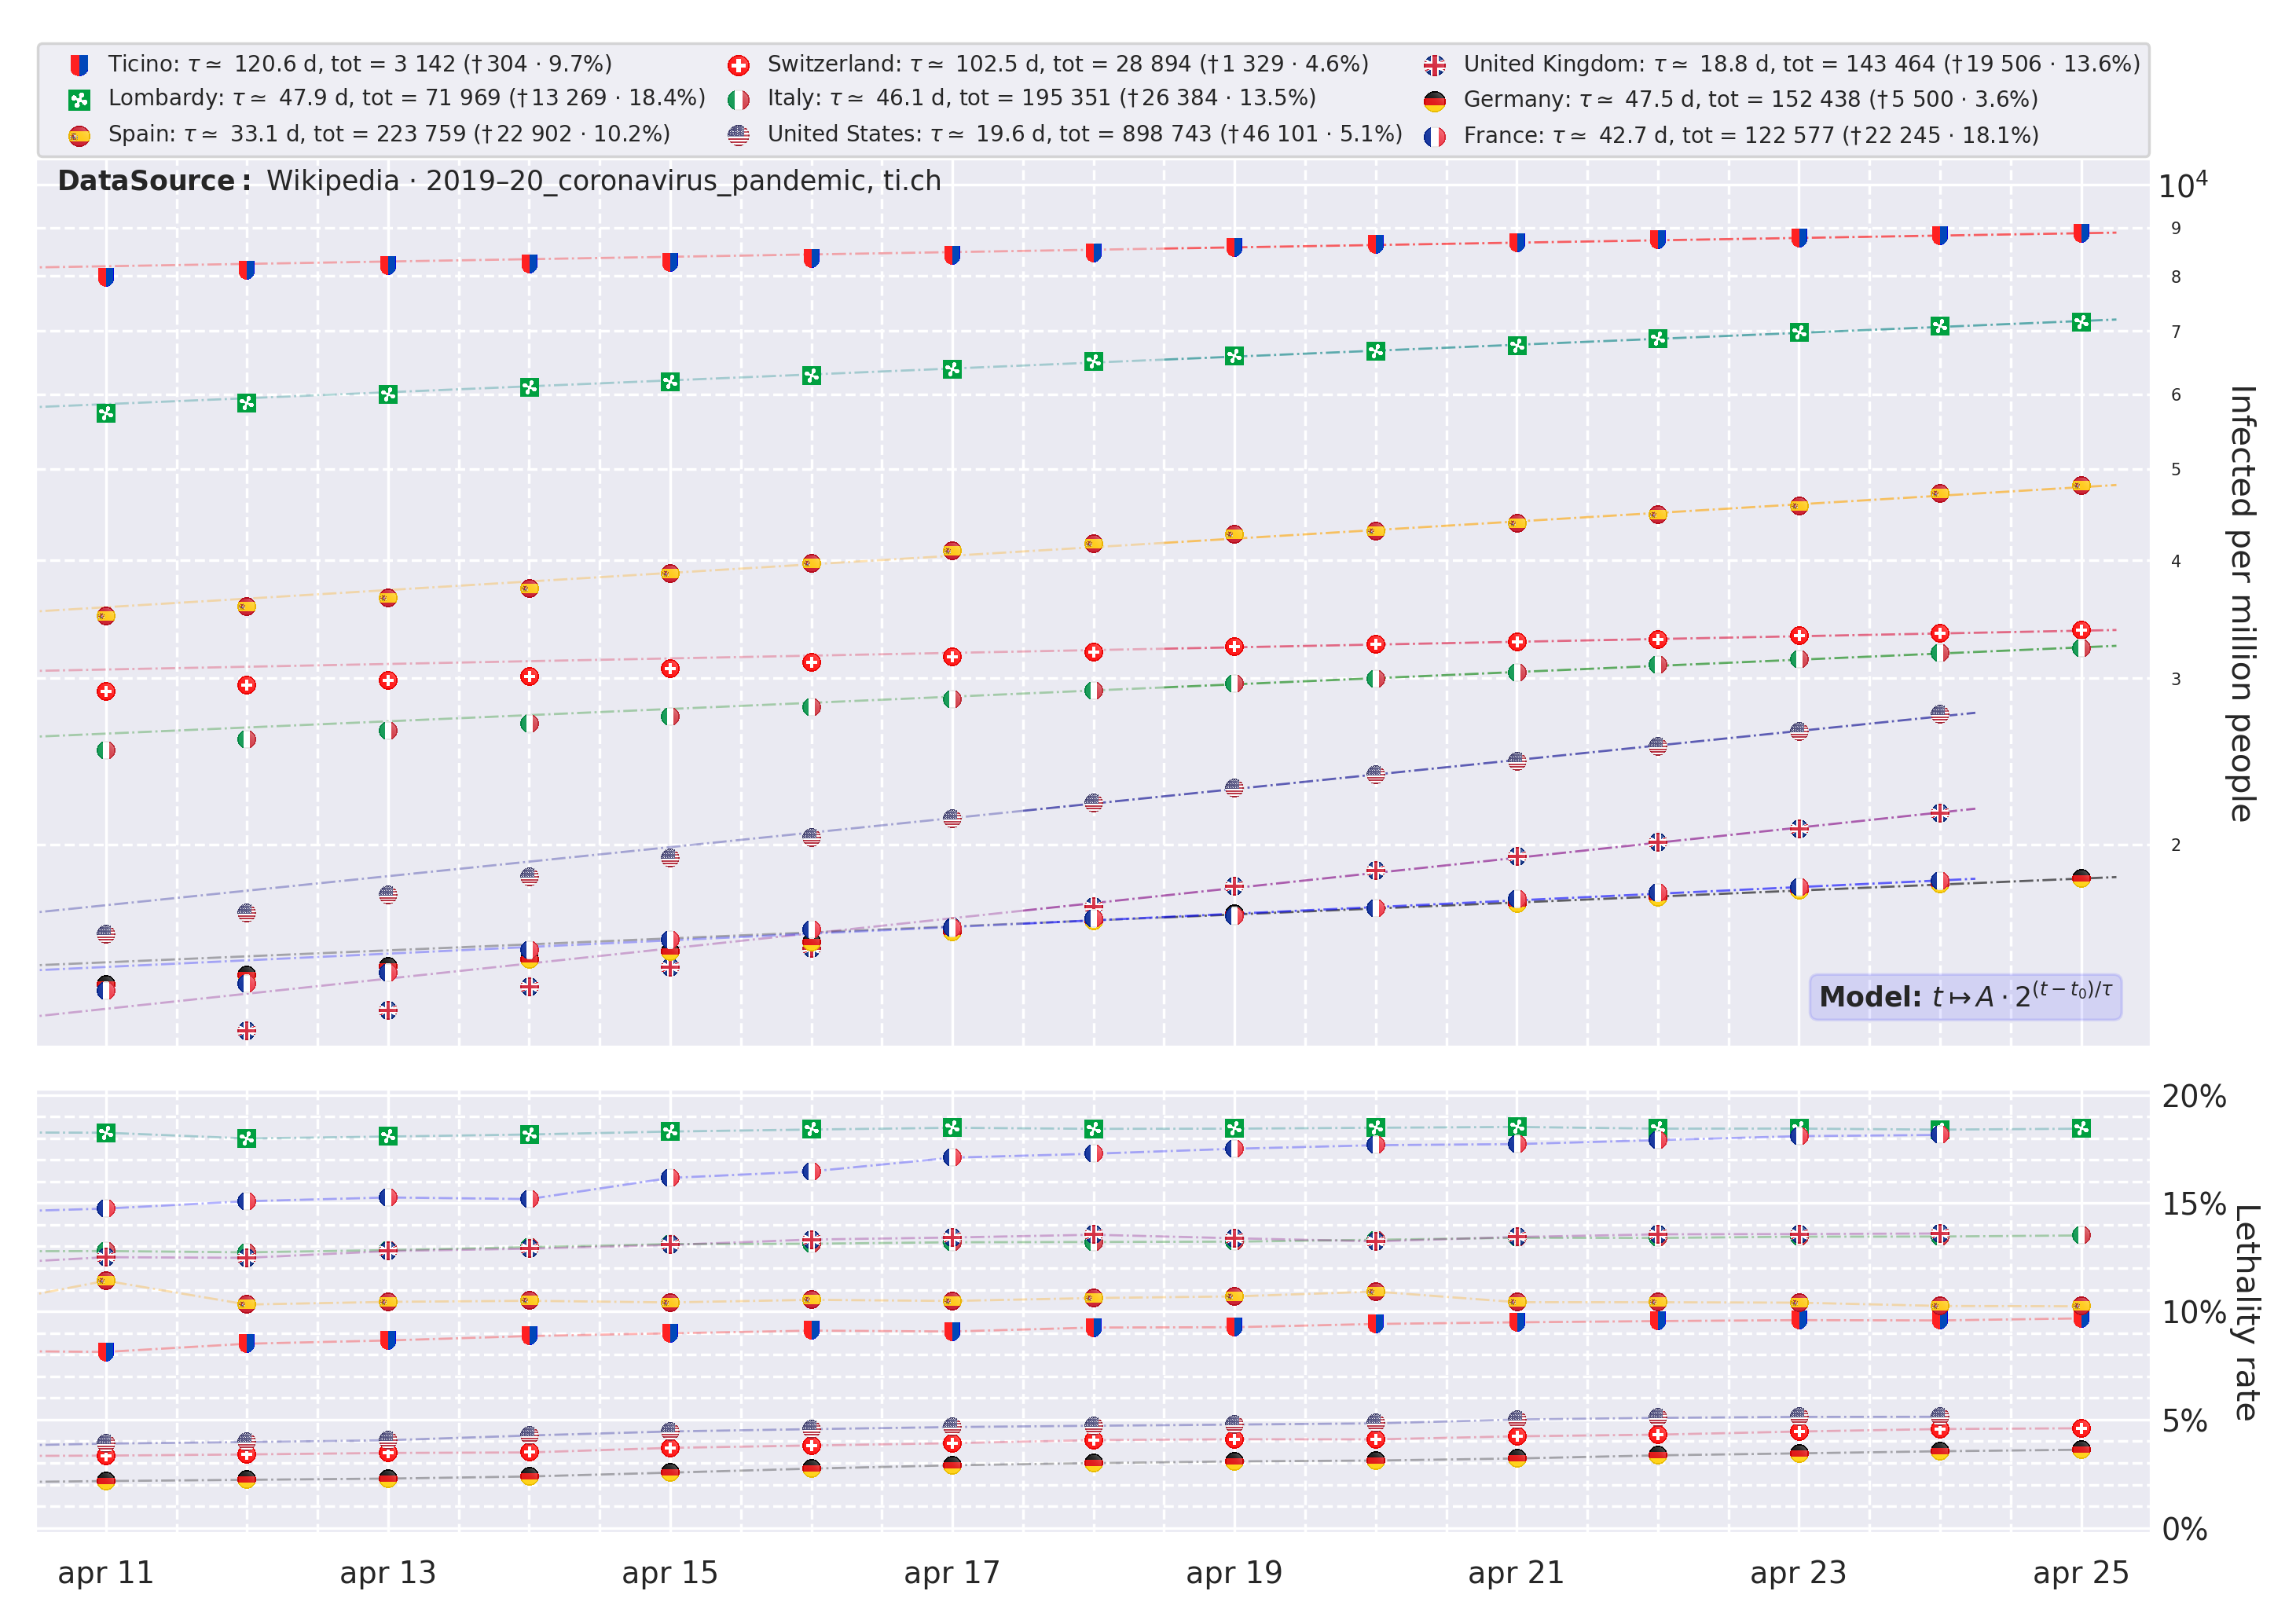 Ticino: τ ≃ 120.6 d, tot = 3 142 (†304 · 9.7%)
Lombardy: τ ≃ 47.9 d, tot = 71 969 (†13 269 · 18.4%)
Spain: τ ≃ 33.1 d, tot = 223 759 (†22 902 · 10.2%)
Switzerland: τ ≃ 102.5 d, tot = 28 894 (†1 329 · 4.6%)
Italy: τ ≃ 46.1 d, tot = 195 351 (†26 384 · 13.5%)
United States: τ ≃ 19.6 d, tot = 898 743 (†46 101 · 5.1%)
United Kingdom: τ ≃ 18.8 d, tot = 143 464 (†19 506 · 13.6%)
Germany: τ ≃ 47.5 d, tot = 152 438 (†5 500 · 3.6%)
France: τ ≃ 42.7 d, tot = 122 577 (†22 245 · 18.1%)
DataSource: Wikipedia · 2019–20_coronavirus_pandemic, ti.ch
10⁴
9
8
7
6
5
4
3
2
Infected per million people
Model: t ↦ A · 2^{(t − t₀)/τ}
20%
15%
10%
5%
0%
Lethality rate
apr 11
apr 13
apr 15
apr 17
apr 19
apr 21
apr 23
apr 25